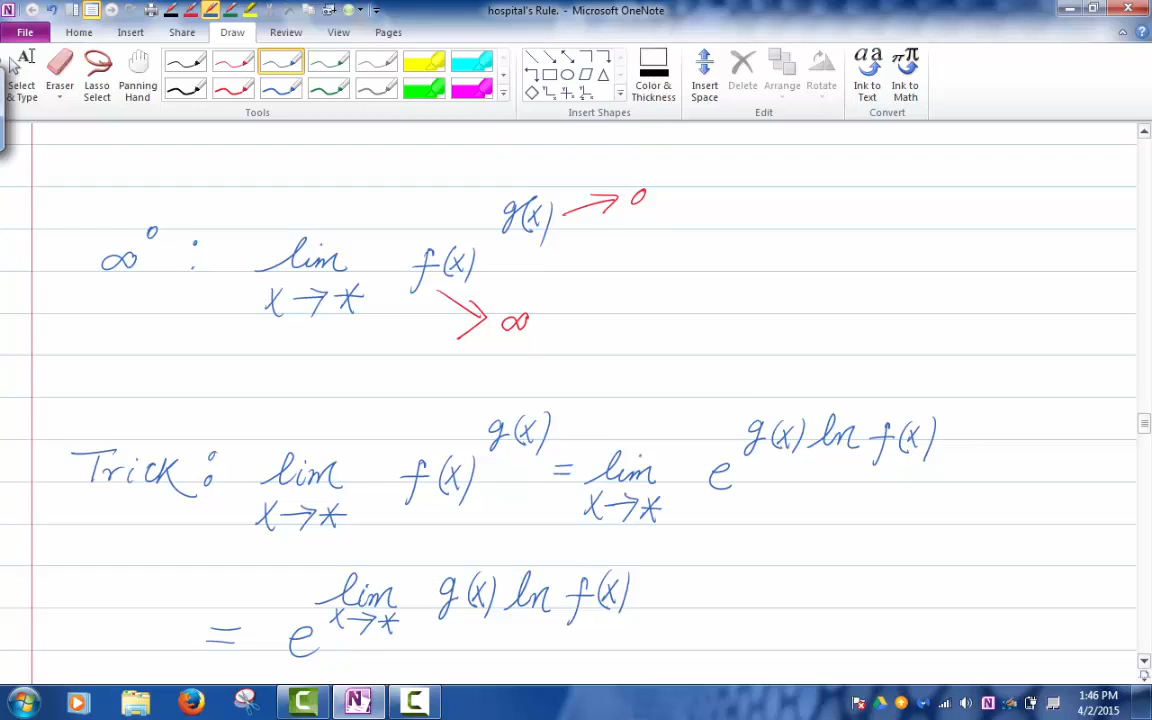 hospital's Rule. - Microsoft OneNote
File Home Insert Share Draw Review View Pages
Select & Type Eraser Lasso Select Panning Hand Color & Thickness Insert Space Delete Arrange Rotate Ink to Text Ink to Math
Tools Insert Shapes Edit Convert
∞^0 : lim x→* f(x)^g(x) → 0
→ ∞
Trick: lim x→* f(x)^g(x) = lim x→* e^g(x) ln f(x)
= e^lim x→* g(x) ln f(x)
1:46 PM
4/2/2015